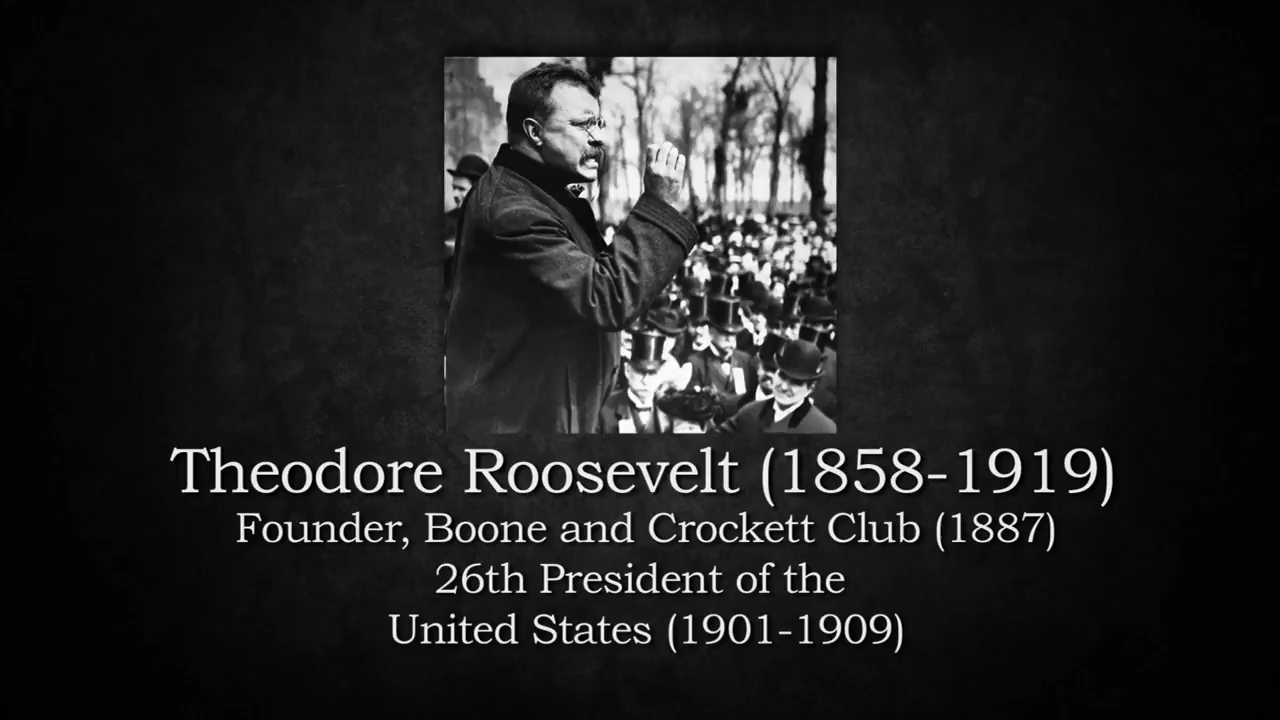 Theodore Roosevelt (1858-1919)
Founder, Boone and Crockett Club (1887)
26th President of the
United States (1901-1909)